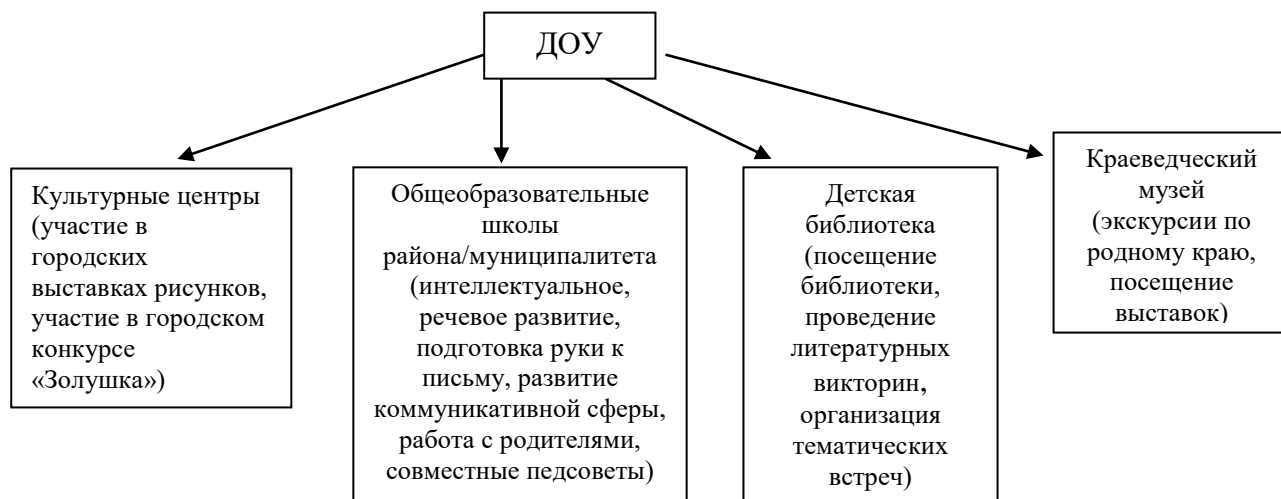 ДОУ
Культурные центры
(участие в
городских
выставках рисунков,
участие в городском
конкурсе
«Золушка»)
Общеобразовательные
школы
района/муниципалитета
(интеллектуальное,
речевое развитие,
подготовка руки к
письму, развитие
коммуникативной сферы,
работа с родителями,
совместные педсоветы)
Детская
библиотека
(посещение
библиотеки,
проведение
литературных
викторин,
организация
тематических
встреч)
Краеведческий
музей
(экскурсии по
родному краю,
посещение
выставок)